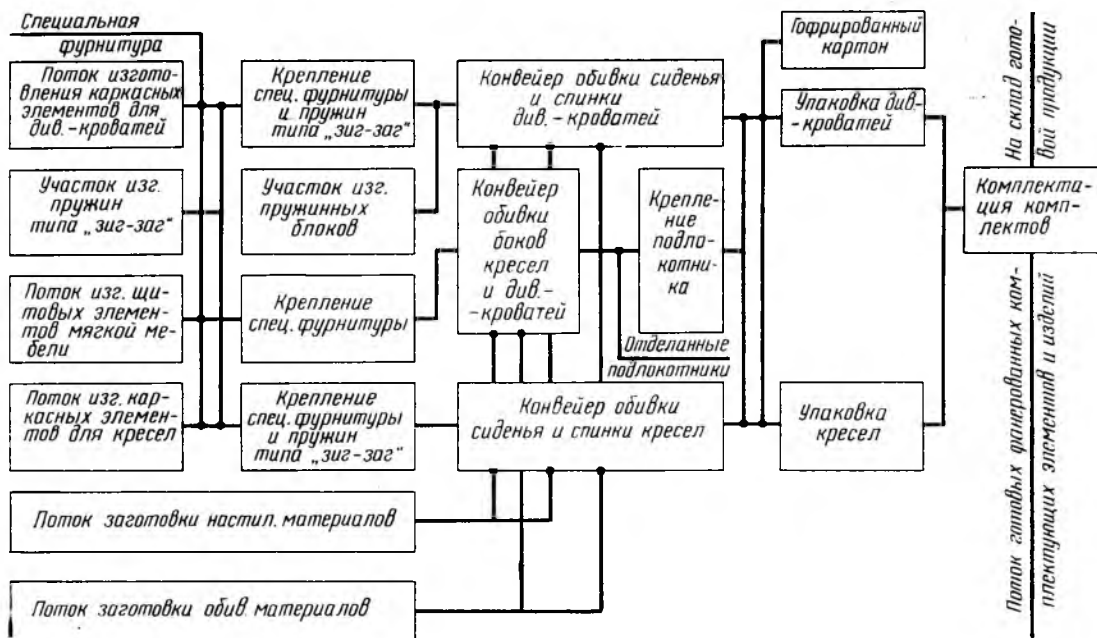 Специальная
фурнитура
Поток изгото-
вления каркасных
элементов для
див.-кроватей
Участок изг.
пружин
типа „зиг-заг“
Поток изг. щи-
товых элемен-
тов мягкой ме-
бели
Поток изг. кар-
касных элемен-
тов для кресел
Крепление
спец. фурнитуры
и пружин
типа „зиг-заг“
Участок изг.
пружинных
блоков
Крепление
спец. фурнитуры
Крепление
спец. фурнитуры
и пружин
типа „зиг-заг“
Поток заготовки настил. материалов
Поток заготовки обив. материалов
Конвейер обивки сиденья
и спинки
див.-кроватей
Конвейер
обивки
боков
кресел
и див.-
-кроватей
Крепле-
ние
подло-
котни-
ка
Отделанные
подлокотники
Конвейер обивки
сиденья и спинки кресел
Гофрированный
картон
Упаковка див.-
-кроватей
Упаковка
кресел
На склад гото-
вой продукции
Комплекта-
ция комп-
лектов
Поток готовых фанерованных ком-
плектующих элементов и изделий